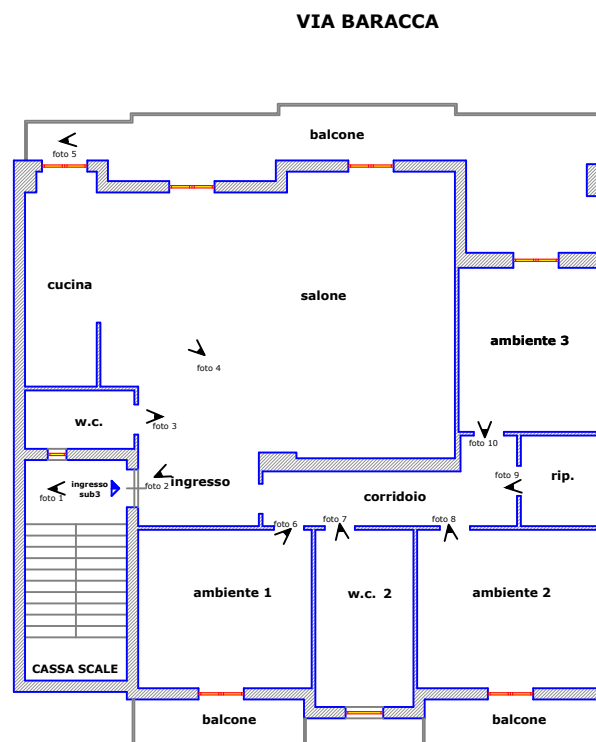 VIA BARACCA
balcone
foto 5
cucina
salone
ambiente 3
foto 4
w.c.
foto 3
foto 10
ingresso
sub3
foto 1
foto 2
ingresso
corridoio
foto 9
rip.
foto 6
foto 7
foto 8
ambiente 1
w.c. 2
ambiente 2
CASSA SCALE
balcone
balcone